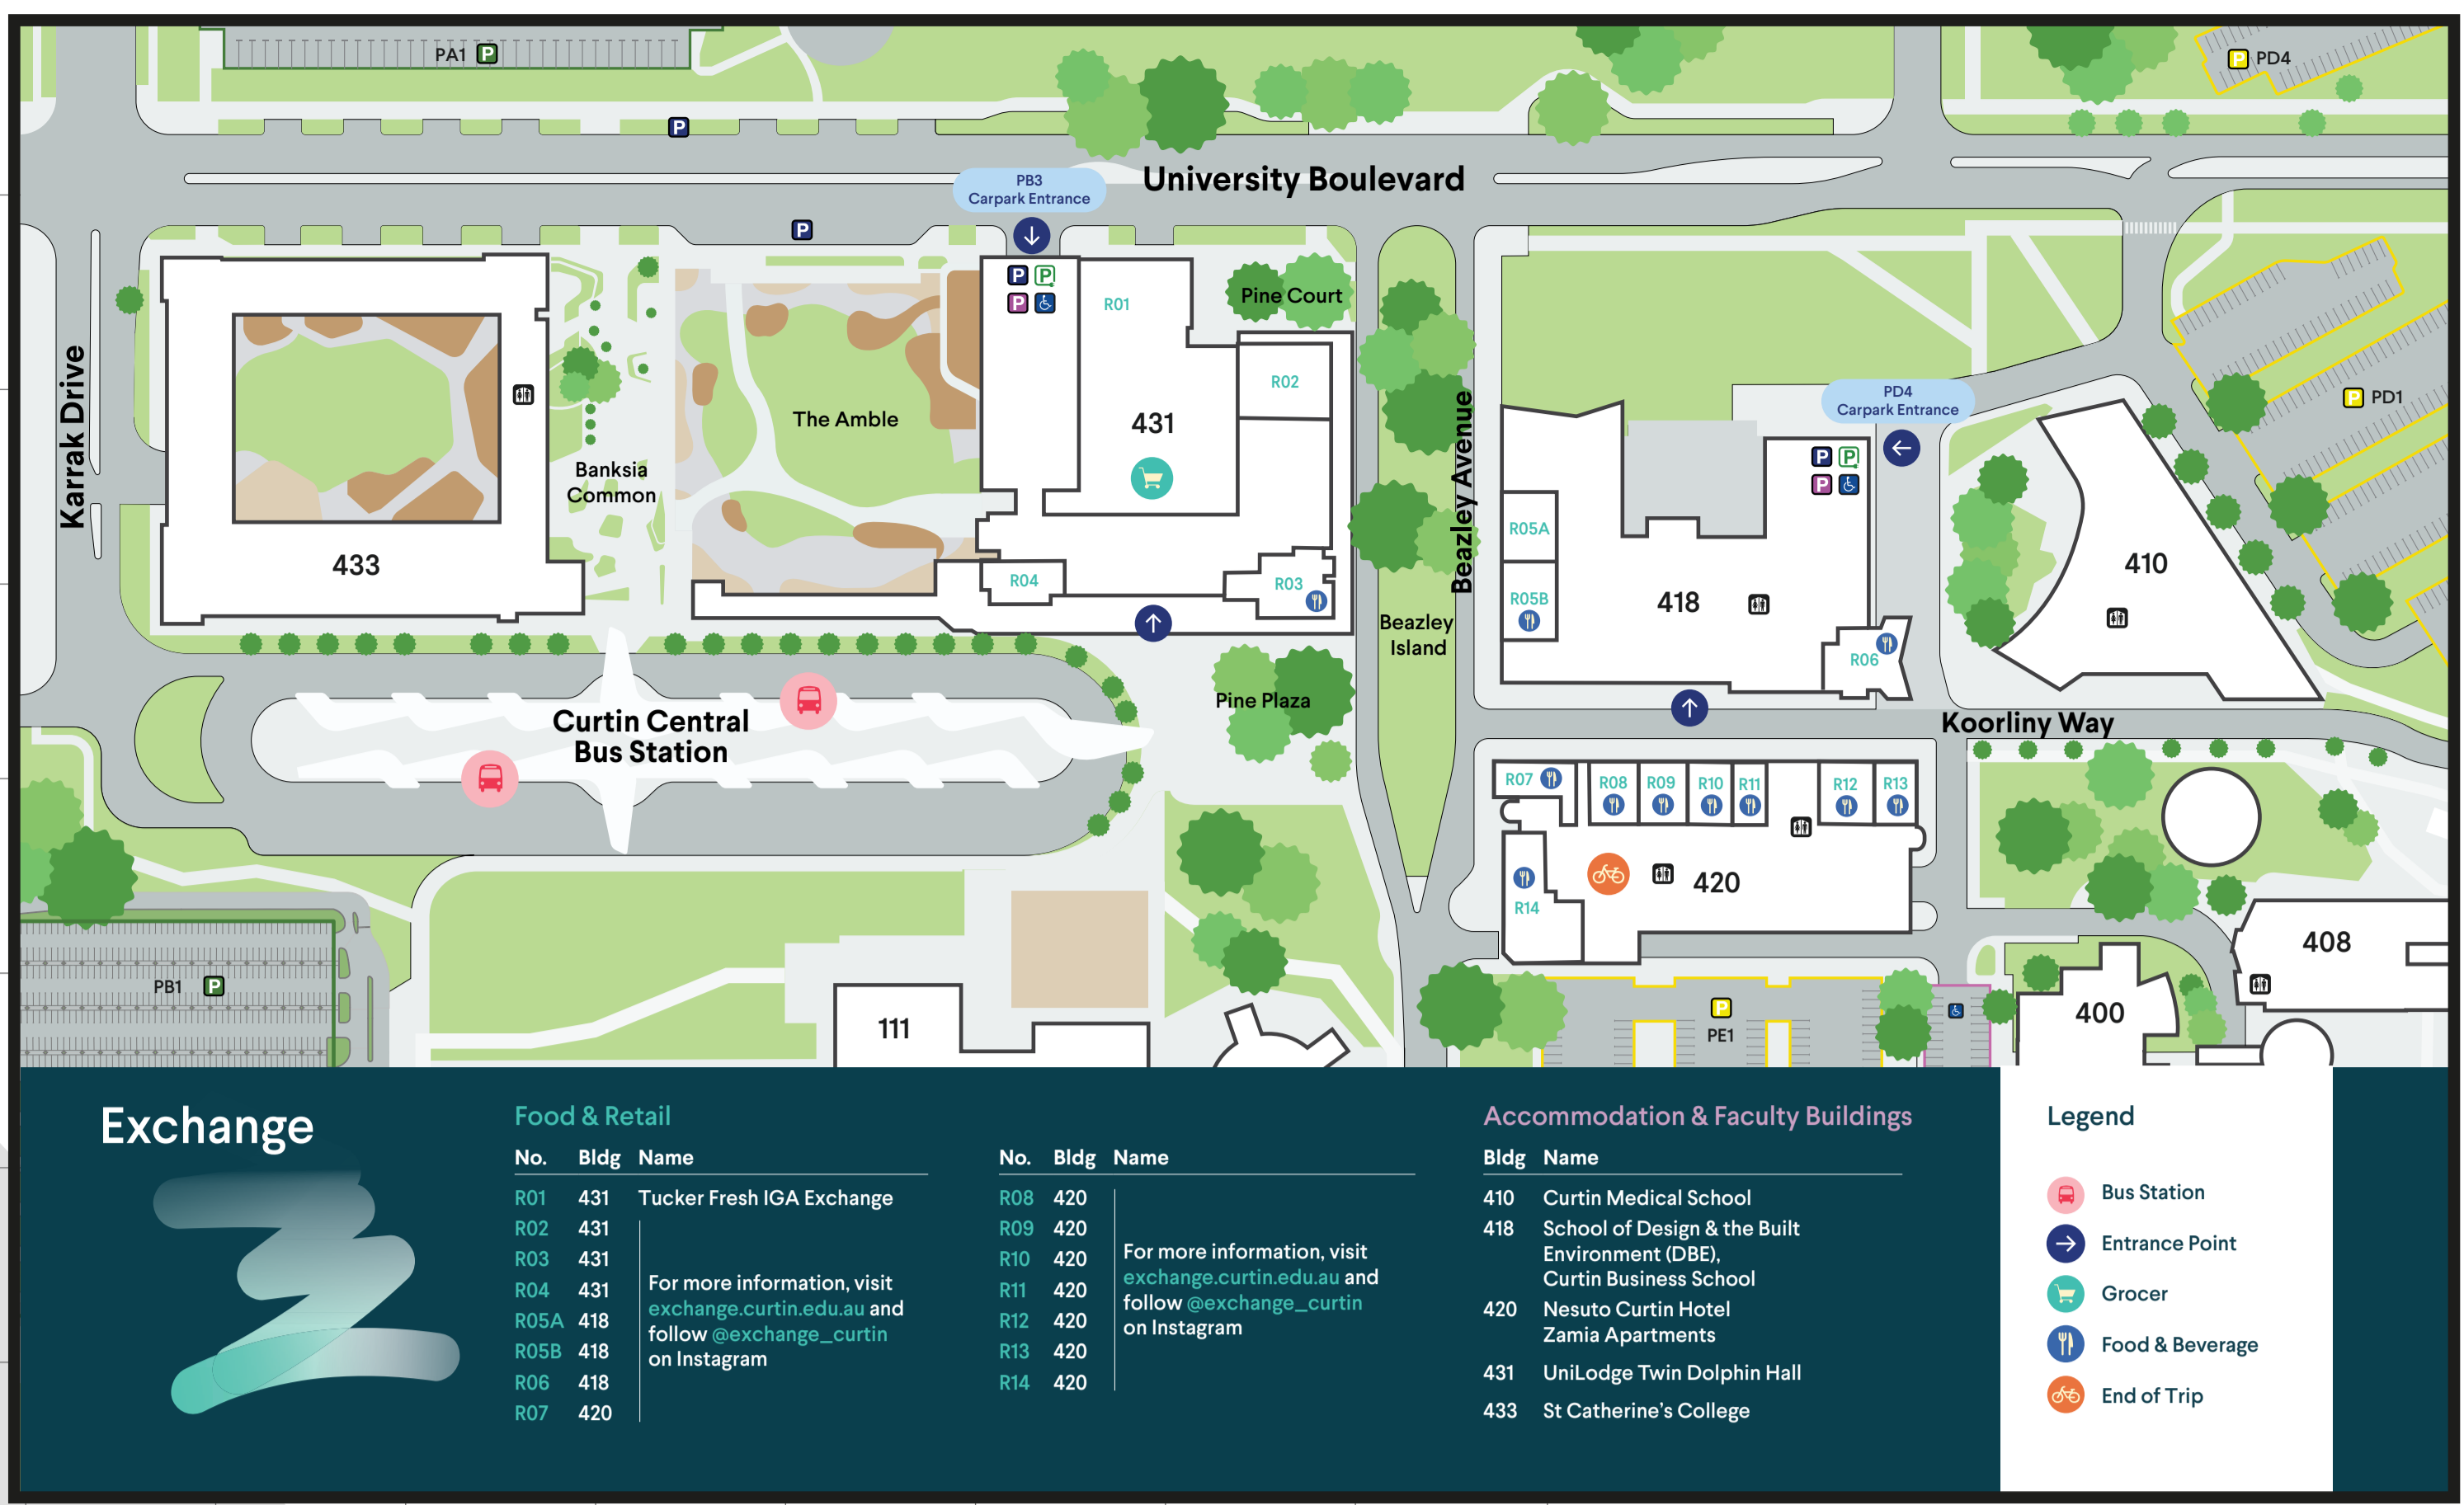 PA1 P
P PD4
P
University Boulevard
PB3
Carpark Entrance
P
P P
P
R01
Pine Court
R02
Karrak Drive
The Amble
431
Beazley Avenue
PD4
Carpark Entrance
P PD1
Banksia
Common
P P
P
R05A
433
R04
R03
R05B
418
410
Beazley
Island
R06
Pine Plaza
Curtin Central
Bus Station
Koorliny Way
R07
R08
R09
R10
R11
R12
R13
420
R14
PB1 P
111
P
PE1
408
400
Exchange
Food & Retail
No. Bldg Name
R01 431 Tucker Fresh IGA Exchange
R02 431
R03 431
R04 431
R05A 418
R05B 418
R06 418
R07 420
For more information, visit
exchange.curtin.edu.au and
follow @exchange_curtin
on Instagram
No. Bldg Name
R08 420
R09 420
R10 420
R11 420
R12 420
R13 420
R14 420
For more information, visit
exchange.curtin.edu.au and
follow @exchange_curtin
on Instagram
Accommodation & Faculty Buildings
Bldg Name
410 Curtin Medical School
418 School of Design & the Built
Environment (DBE),
Curtin Business School
420 Nesuto Curtin Hotel
Zamia Apartments
431 UniLodge Twin Dolphin Hall
433 St Catherine's College
Legend
Bus Station
Entrance Point
Grocer
Food & Beverage
End of Trip